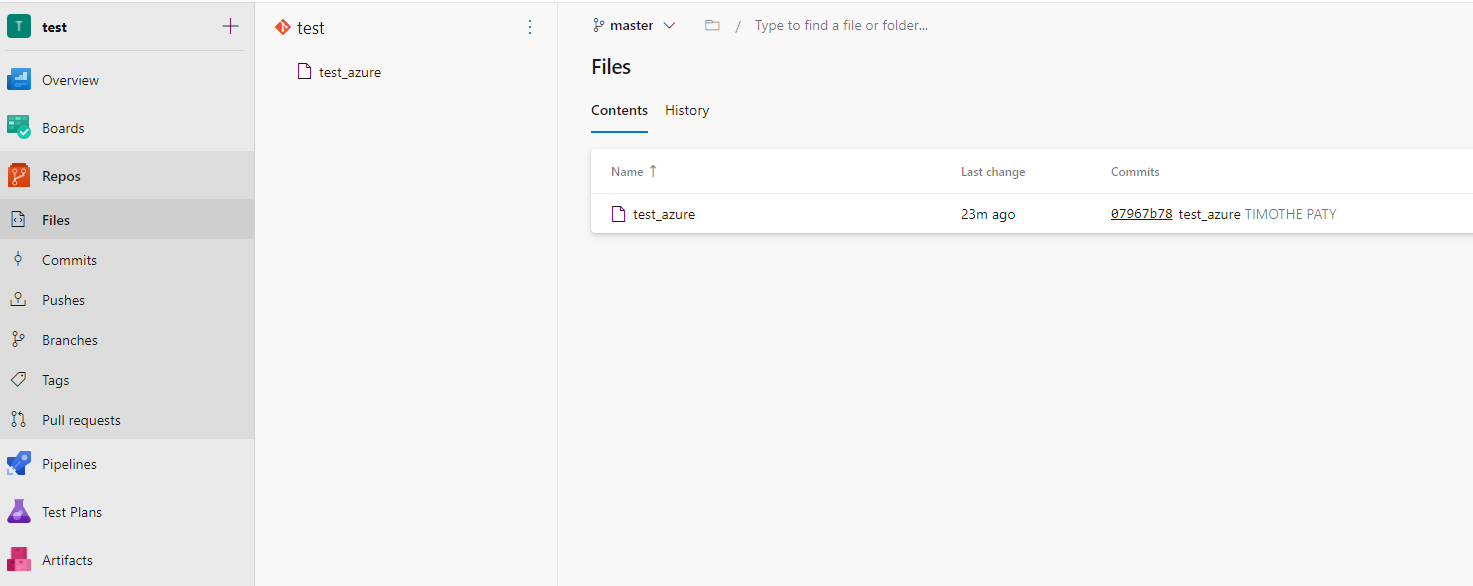 T test
Overview
Boards
Repos
Files
Commits
Pushes
Branches
Tags
Pull requests
Pipelines
Test Plans
Artifacts
test
test_azure
master / Type to find a file or folder...
Files
Contents History
Name Last change Commits
test_azure 23m ago 07967b78 test_azure TIMOTHE PATY